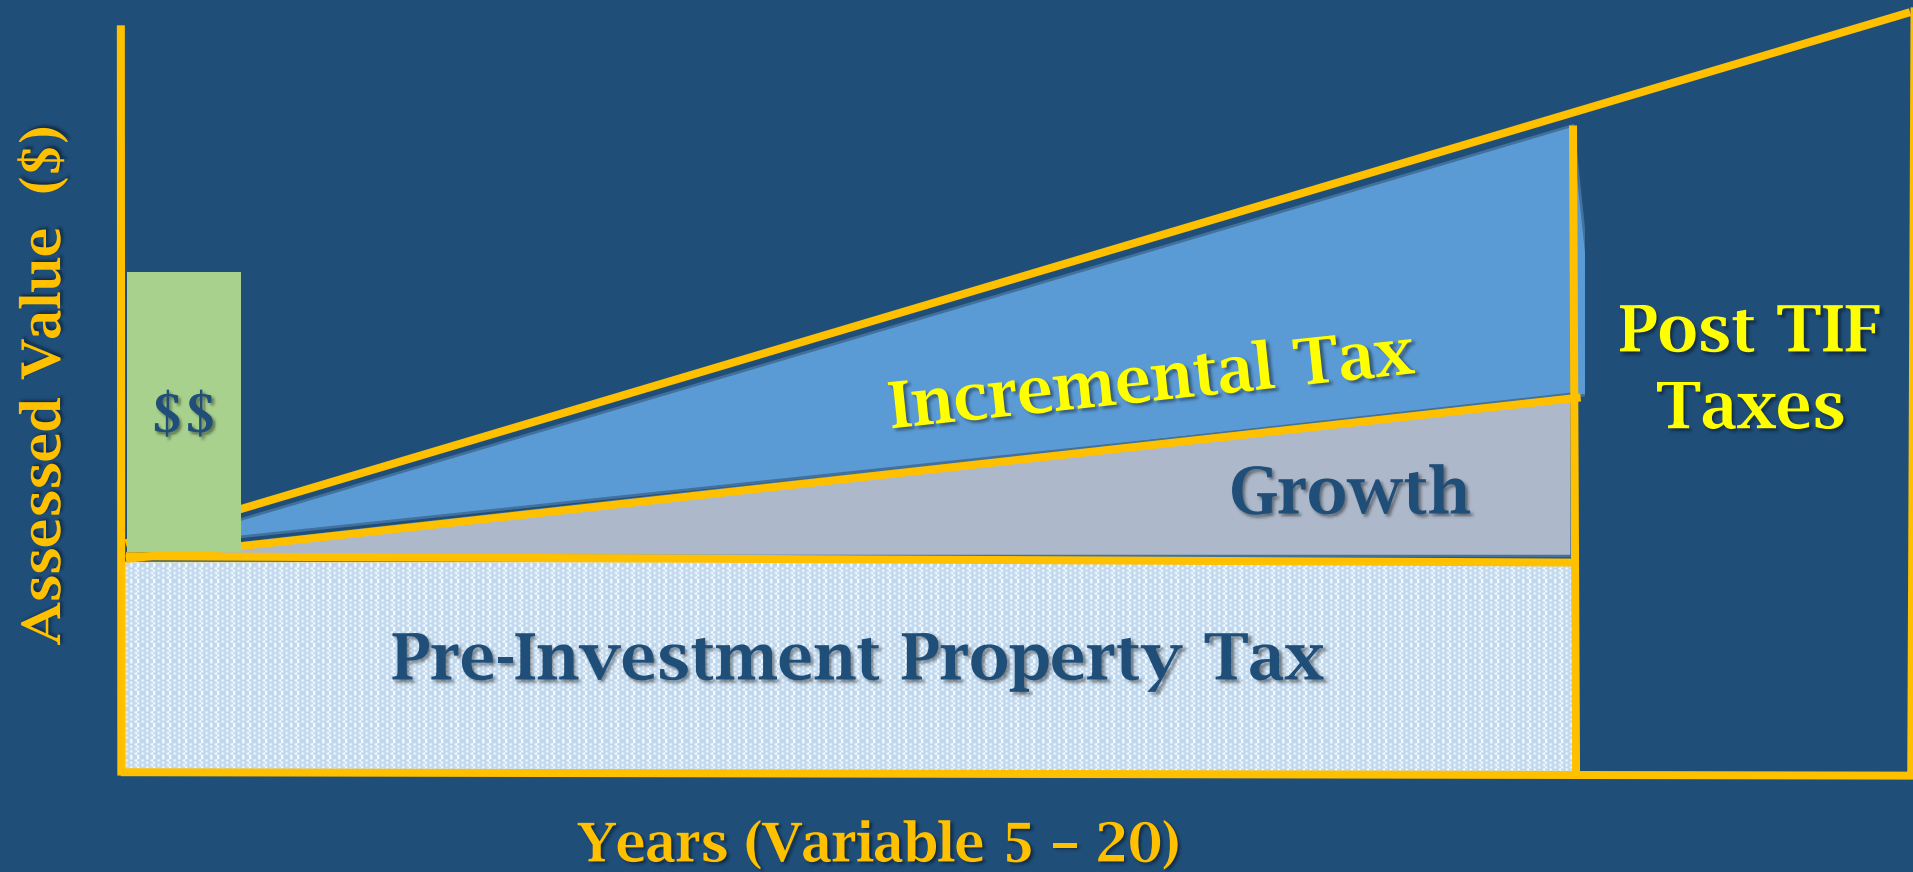 Assessed Value ($)
$$
Incremental Tax
Growth
Post TIF
Taxes
Pre-Investment Property Tax
Years (Variable 5 – 20)